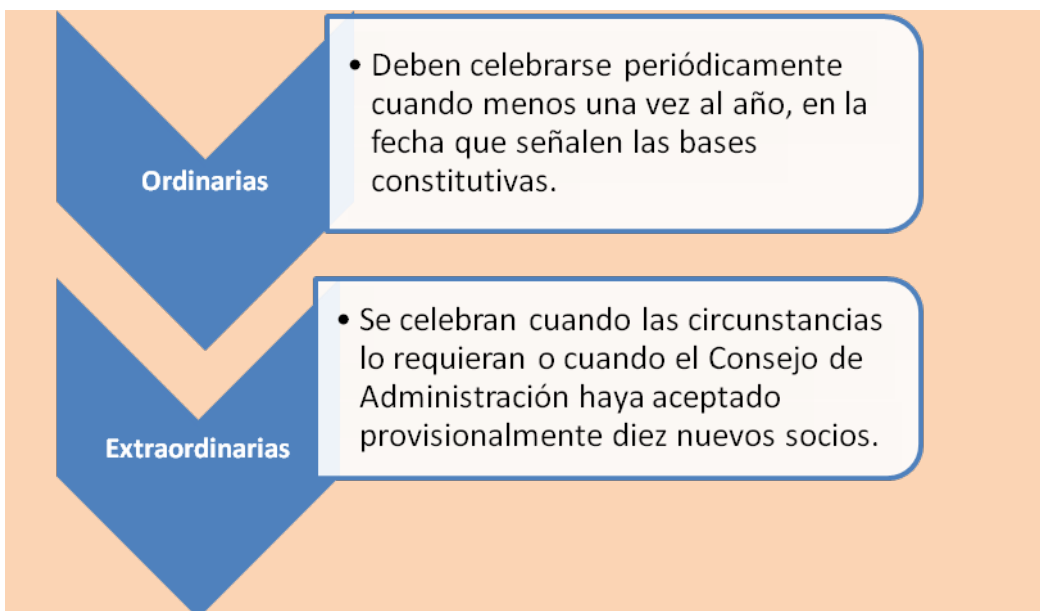 Ordinarias
• Deben celebrarse periódicamente
cuando menos una vez al año, en la
fecha que señalen las bases
constitutivas.
Extraordinarias
• Se celebran cuando las circunstancias
lo requieran o cuando el Consejo de
Administración haya aceptado
provisionalmente diez nuevos socios.